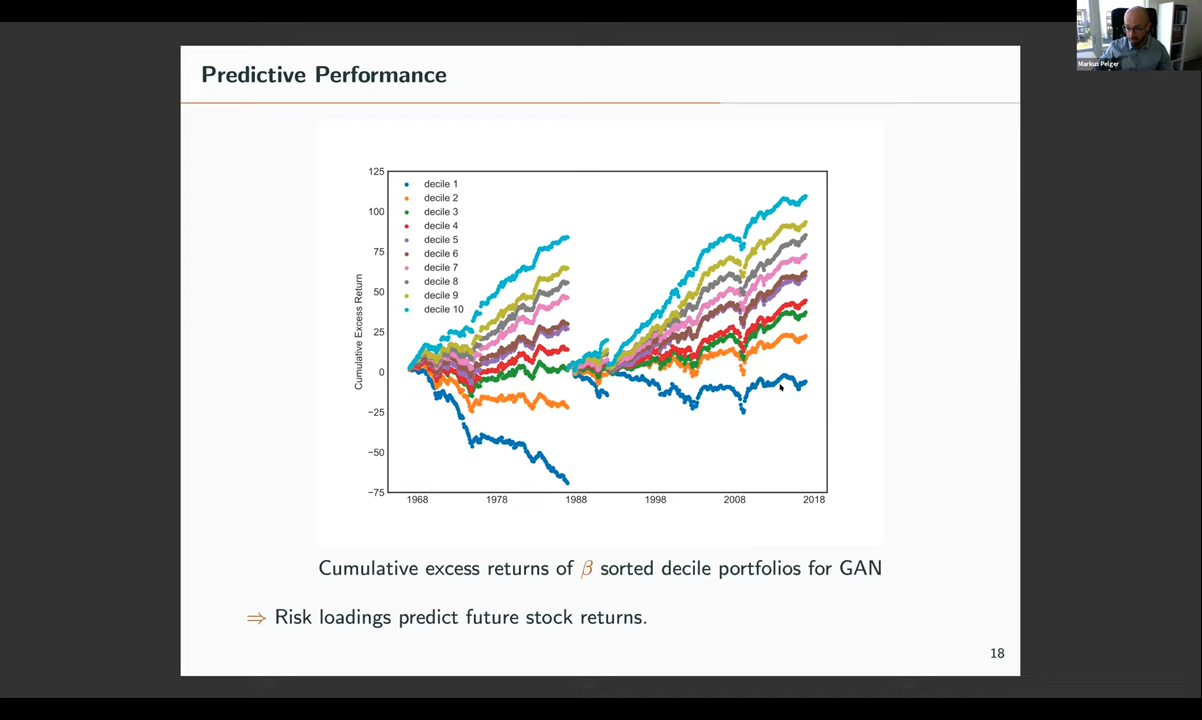 Markus Pelger
Predictive Performance
125
100
75
50
25
0
−25
−50
−75
Cumulative Excess Return
decile 1
decile 2
decile 3
decile 4
decile 5
decile 6
decile 7
decile 8
decile 9
decile 10
1968 1978 1988 1998 2008 2018
Cumulative excess returns of β sorted decile portfolios for GAN
⇒ Risk loadings predict future stock returns.
18